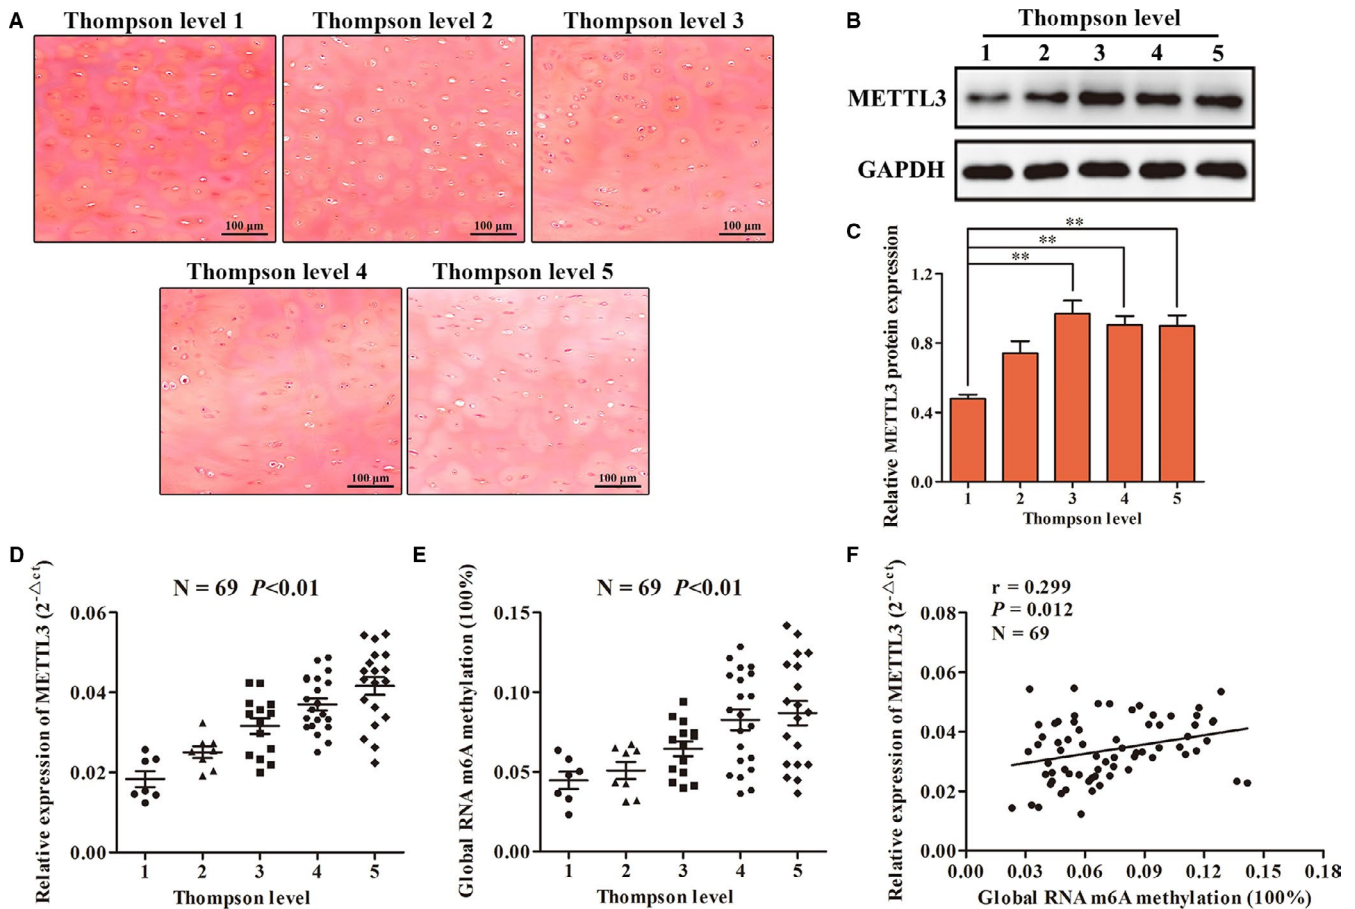 A
Thompson level 1
Thompson level 2
Thompson level 3
100 µm
100 µm
100 µm
Thompson level 4
Thompson level 5
100 µm
100 µm
B
Thompson level
1 2 3 4 5
METTL3
GAPDH
C
Relative METTL3 protein expression
**
**
**
1.2
0.8
0.4
0.0
1 2 3 4 5
Thompson level
D
Relative expression of METTL3 (2^-△ct)
N = 69 P<0.01
0.06
0.04
0.02
0.00
1 2 3 4 5
Thompson level
E
Global RNA m6A methylation (100%)
N = 69 P<0.01
0.15
0.10
0.05
0.00
1 2 3 4 5
Thompson level
F
Relative expression of METTL3 (2^-△ct)
r = 0.299
P = 0.012
N = 69
0.08
0.06
0.04
0.02
0.00
0.00 0.03 0.06 0.09 0.12 0.15 0.18
Global RNA m6A methylation (100%)